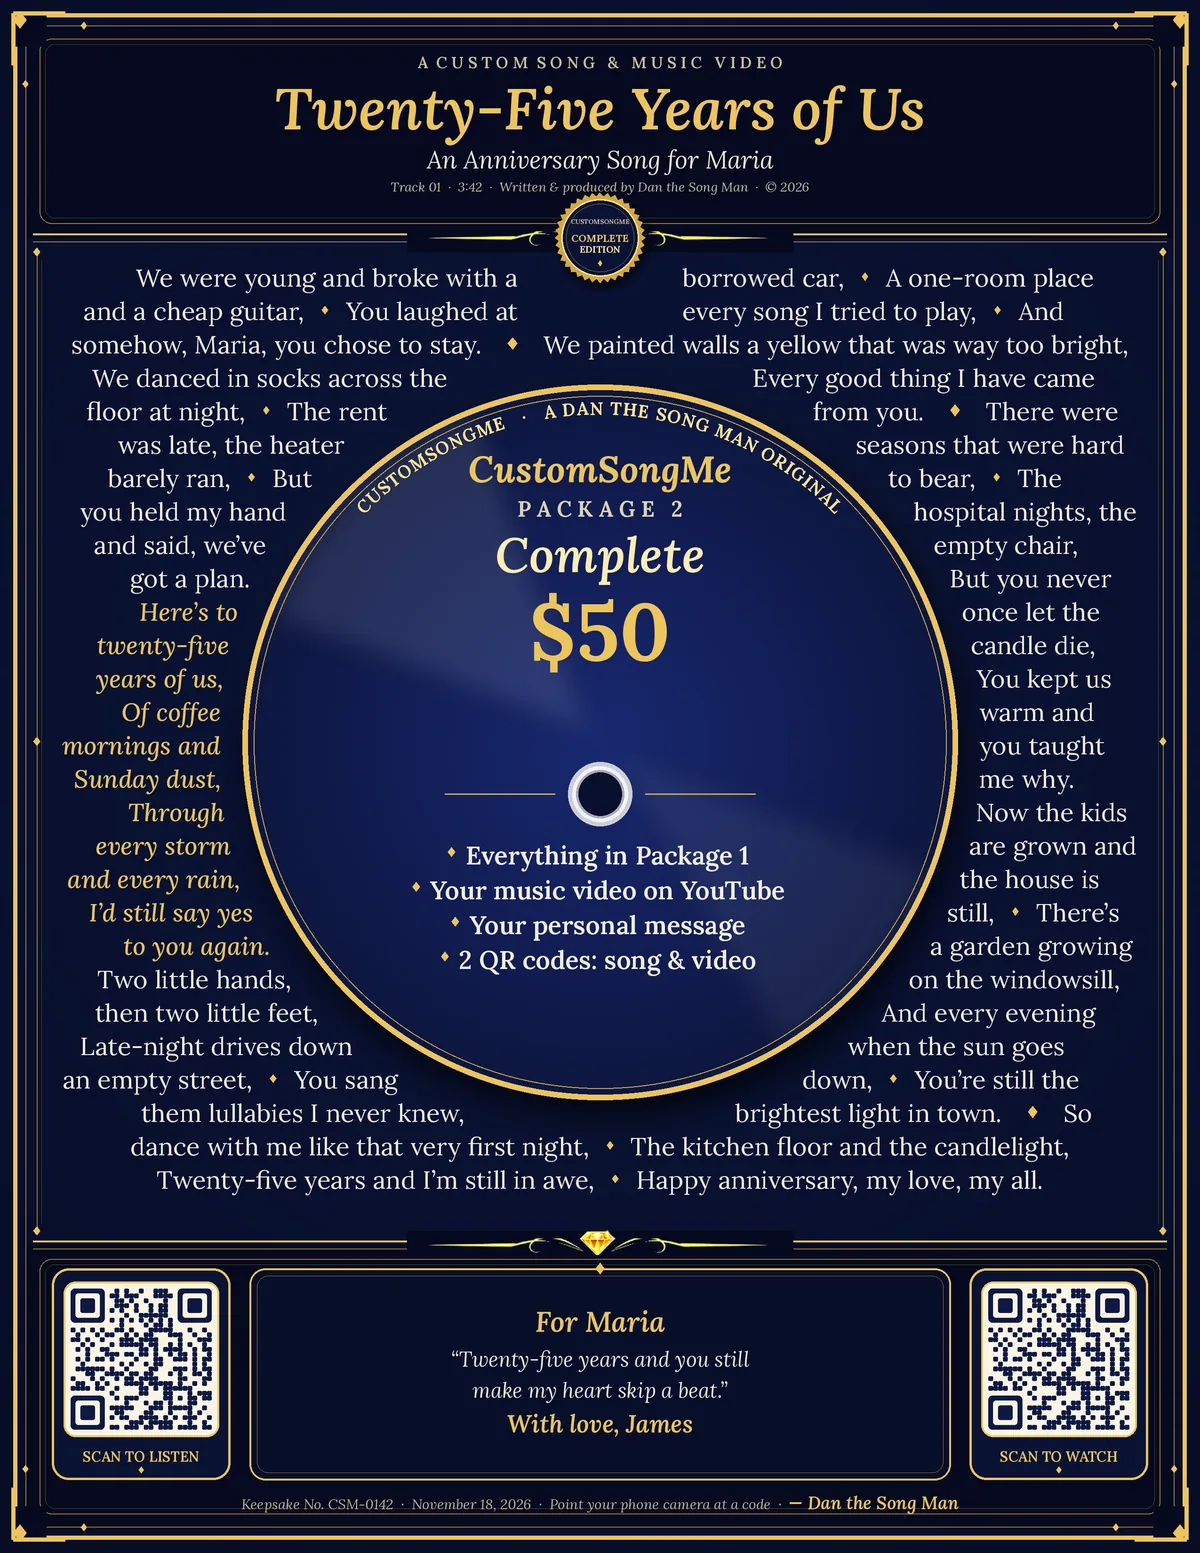 A CUSTOM SONG & MUSIC VIDEO
Twenty-Five Years of Us
An Anniversary Song for Maria
Track 01 · 3:42 · Written & produced by Dan the Song Man · © 2026
CUSTOMSONGME
COMPLETE
EDITION
We were young and broke with a borrowed car, ♦ A one-room place
and a cheap guitar, ♦ You laughed at every song I tried to play, ♦ And
somehow, Maria, you chose to stay. ♦ We painted walls a yellow that was way too bright,
We danced in socks across the
floor at night, ♦ The rent
was late, the heater
barely ran, ♦ But
you held my hand
and said, we’ve
got a plan.
Here’s to
twenty-five
years of us,
Of coffee
mornings and
Sunday dust,
Through
every storm
and every rain,
I’d still say yes
to you again.
Two little hands,
then two little feet,
Late-night drives down
an empty street, ♦ You sang
them lullabies I never knew,
Every good thing I have came
from you. ♦ There were
seasons that were hard
to bear, ♦ The
hospital nights, the
empty chair,
But you never
once let the
candle die,
You kept us
warm and
you taught
me why.
Now the kids
are grown and
the house is
still, ♦ There’s
a garden growing
on the windowsill,
And every evening
when the sun goes
down, ♦ You’re still the
brightest light in town. ♦ So
dance with me like that very first night, ♦ The kitchen floor and the candlelight,
Twenty-five years and I’m still in awe, ♦ Happy anniversary, my love, my all.
CUSTOMSONGME · A DAN THE SONG MAN ORIGINAL
CustomSongMe
PACKAGE 2
Complete
$50
♦ Everything in Package 1
♦ Your music video on YouTube
♦ Your personal message
♦ 2 QR codes: song & video
SCAN TO LISTEN
For Maria
“Twenty-five years and you still
make my heart skip a beat.”
With love, James
SCAN TO WATCH
Keepsake No. CSM-0142 · November 18, 2026 · Point your phone camera at a code · — Dan the Song Man